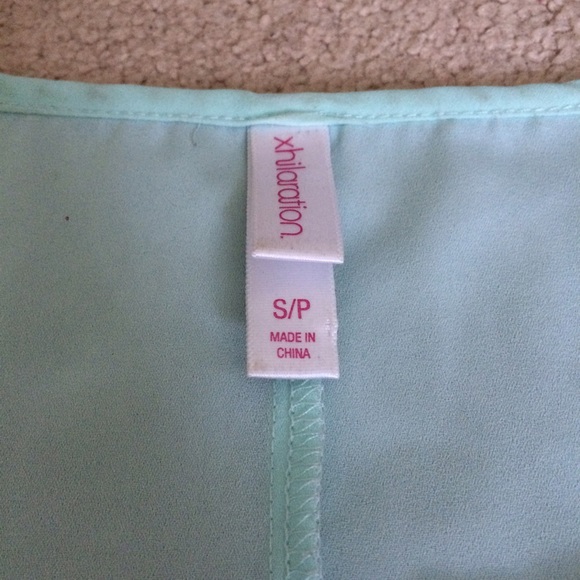 xhilaration.
S/P
MADE IN
CHINA